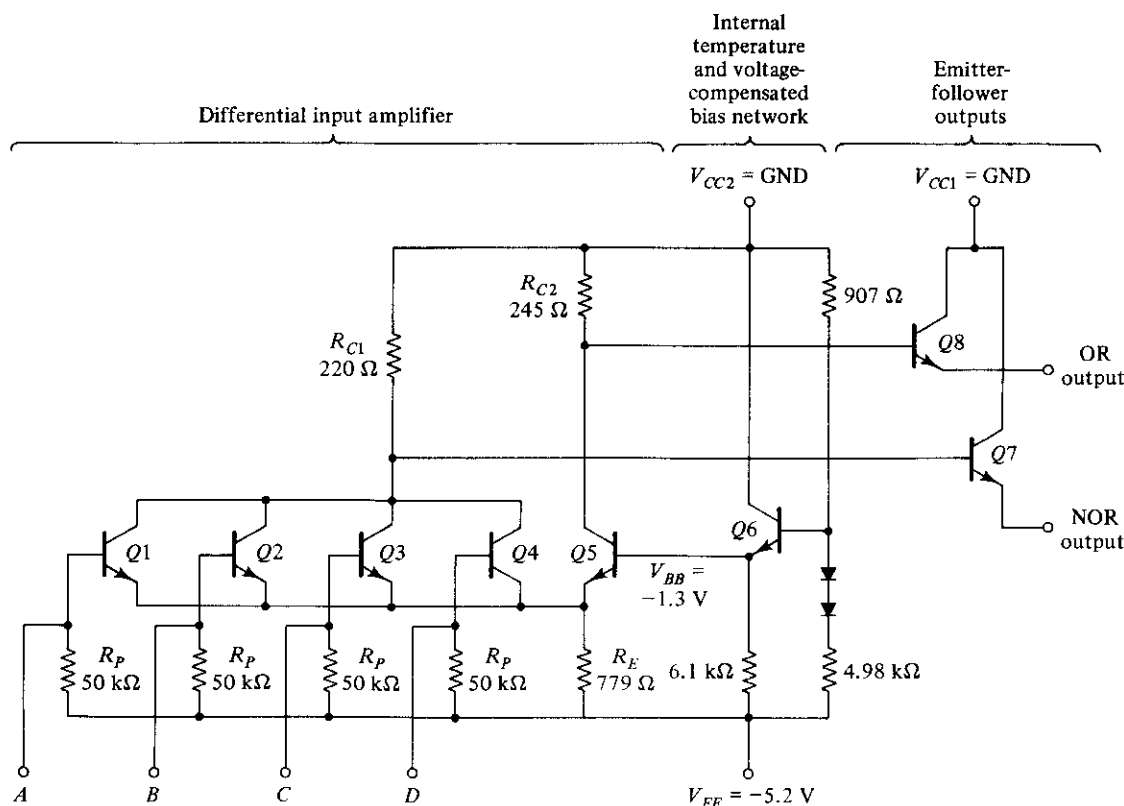 Internal
temperature
and voltage-
compensated
bias network
Emitter-
follower
outputs
Differential input amplifier
V_CC2 = GND
V_CC1 = GND
R_C1
220 Ω
R_C2
245 Ω
907 Ω
Q8
OR
output
Q7
NOR
output
Q1
Q2
Q3
Q4
Q5
Q6
V_BB =
−1.3 V
R_P
50 kΩ
R_P
50 kΩ
R_P
50 kΩ
R_P
50 kΩ
R_E
779 Ω
6.1 kΩ
4.98 kΩ
A
B
C
D
V_EE = −5.2 V